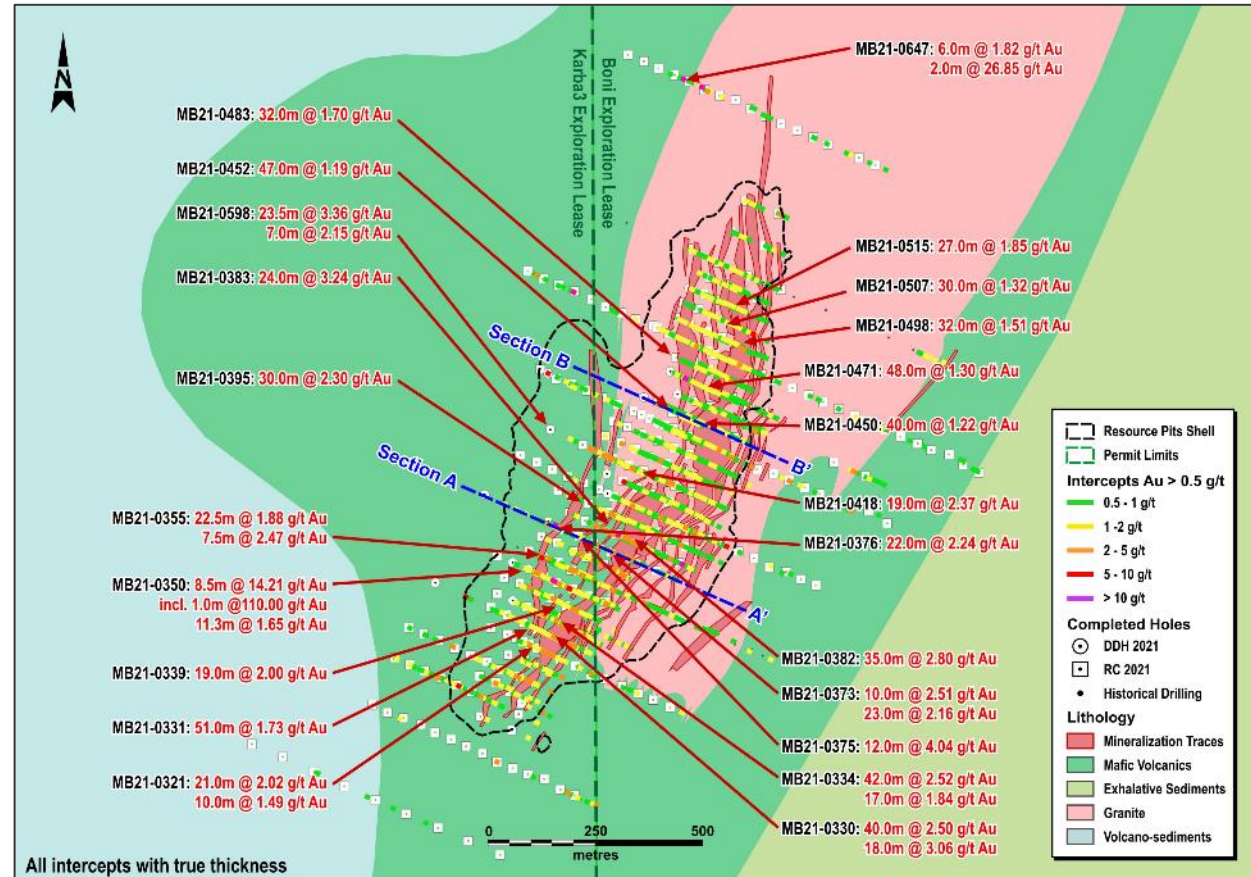 N
Karba3 Exploration Lease
Boni Exploration Lease
MB21-0647: 6.0m @ 1.82 g/t Au
2.0m @ 26.85 g/t Au
MB21-0483: 32.0m @ 1.70 g/t Au
MB21-0452: 47.0m @ 1.19 g/t Au
MB21-0598: 23.5m @ 3.36 g/t Au
7.0m @ 2.15 g/t Au
MB21-0383: 24.0m @ 3.24 g/t Au
MB21-0395: 30.0m @ 2.30 g/t Au
MB21-0355: 22.5m @ 1.88 g/t Au
7.5m @ 2.47 g/t Au
MB21-0350: 8.5m @ 14.21 g/t Au
incl. 1.0m @110.00 g/t Au
11.3m @ 1.65 g/t Au
MB21-0339: 19.0m @ 2.00 g/t Au
MB21-0331: 51.0m @ 1.73 g/t Au
MB21-0321: 21.0m @ 2.02 g/t Au
10.0m @ 1.49 g/t Au
Section B
B'
Section A
A'
MB21-0515: 27.0m @ 1.85 g/t Au
MB21-0507: 30.0m @ 1.32 g/t Au
MB21-0498: 32.0m @ 1.51 g/t Au
MB21-0471: 48.0m @ 1.30 g/t Au
MB21-0450: 40.0m @ 1.22 g/t Au
MB21-0418: 19.0m @ 2.37 g/t Au
MB21-0376: 22.0m @ 2.24 g/t Au
MB21-0382: 35.0m @ 2.80 g/t Au
MB21-0373: 10.0m @ 2.51 g/t Au
23.0m @ 2.16 g/t Au
MB21-0375: 12.0m @ 4.04 g/t Au
MB21-0334: 42.0m @ 2.52 g/t Au
17.0m @ 1.84 g/t Au
MB21-0330: 40.0m @ 2.50 g/t Au
18.0m @ 3.06 g/t Au
Resource Pits Shell
Permit Limits
Intercepts Au > 0.5 g/t
0.5 - 1 g/t
1 -2 g/t
2 - 5 g/t
5 - 10 g/t
> 10 g/t
Completed Holes
DDH 2021
RC 2021
Historical Drilling
Lithology
Mineralization Traces
Mafic Volcanics
Exhalative Sediments
Granite
Volcano-sediments
0 250 500
metres
All intercepts with true thickness